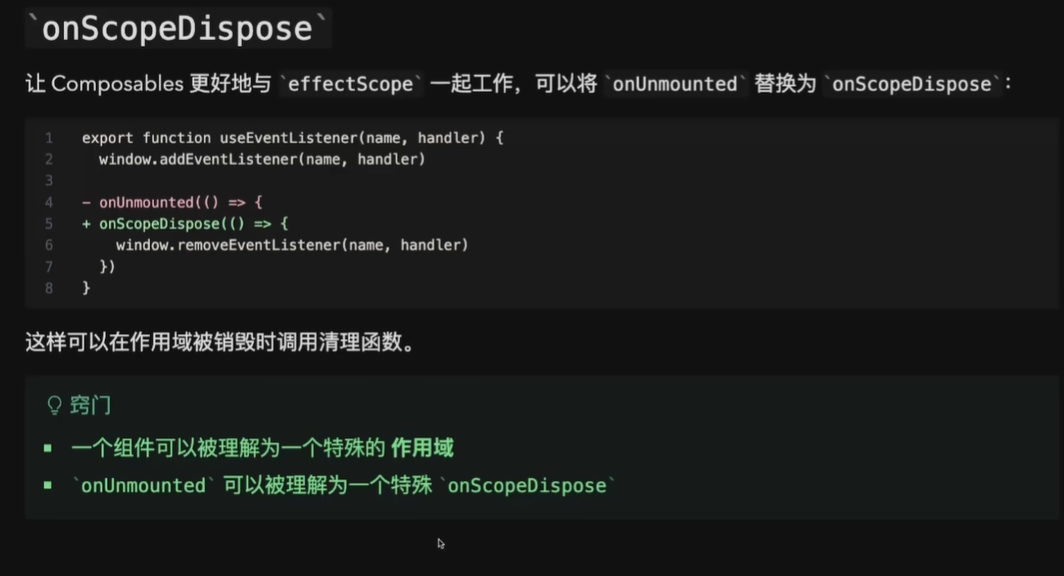 `onScopeDispose`
让 Composables 更好地与 `effectScope` 一起工作，可以将 `onUnmounted` 替换为 `onScopeDispose`：
1 export function useEventListener(name, handler) {
2   window.addEventListener(name, handler)
3
4 - onUnmounted(() => {
5 + onScopeDispose(() => {
6     window.removeEventListener(name, handler)
7   })
8 }
这样可以在作用域被销毁时调用清理函数。
窍门
▪ 一个组件可以被理解为一个特殊的 作用域
▪ `onUnmounted` 可以被理解为一个特殊 `onScopeDispose`